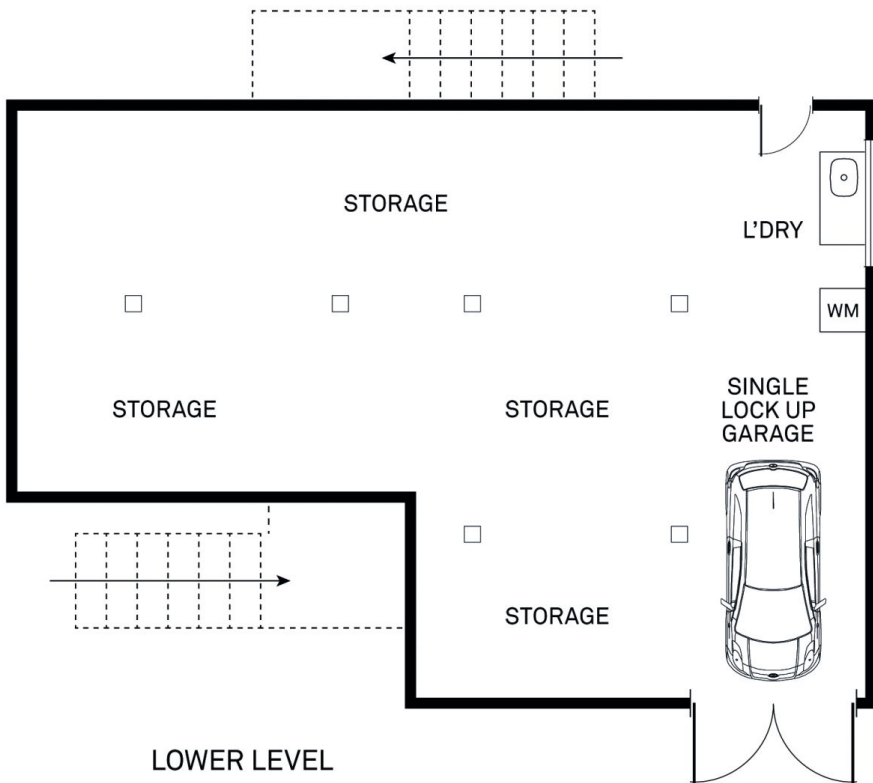 STORAGE
L'DRY
WM
STORAGE
STORAGE
SINGLE
LOCK UP
GARAGE
STORAGE
LOWER LEVEL